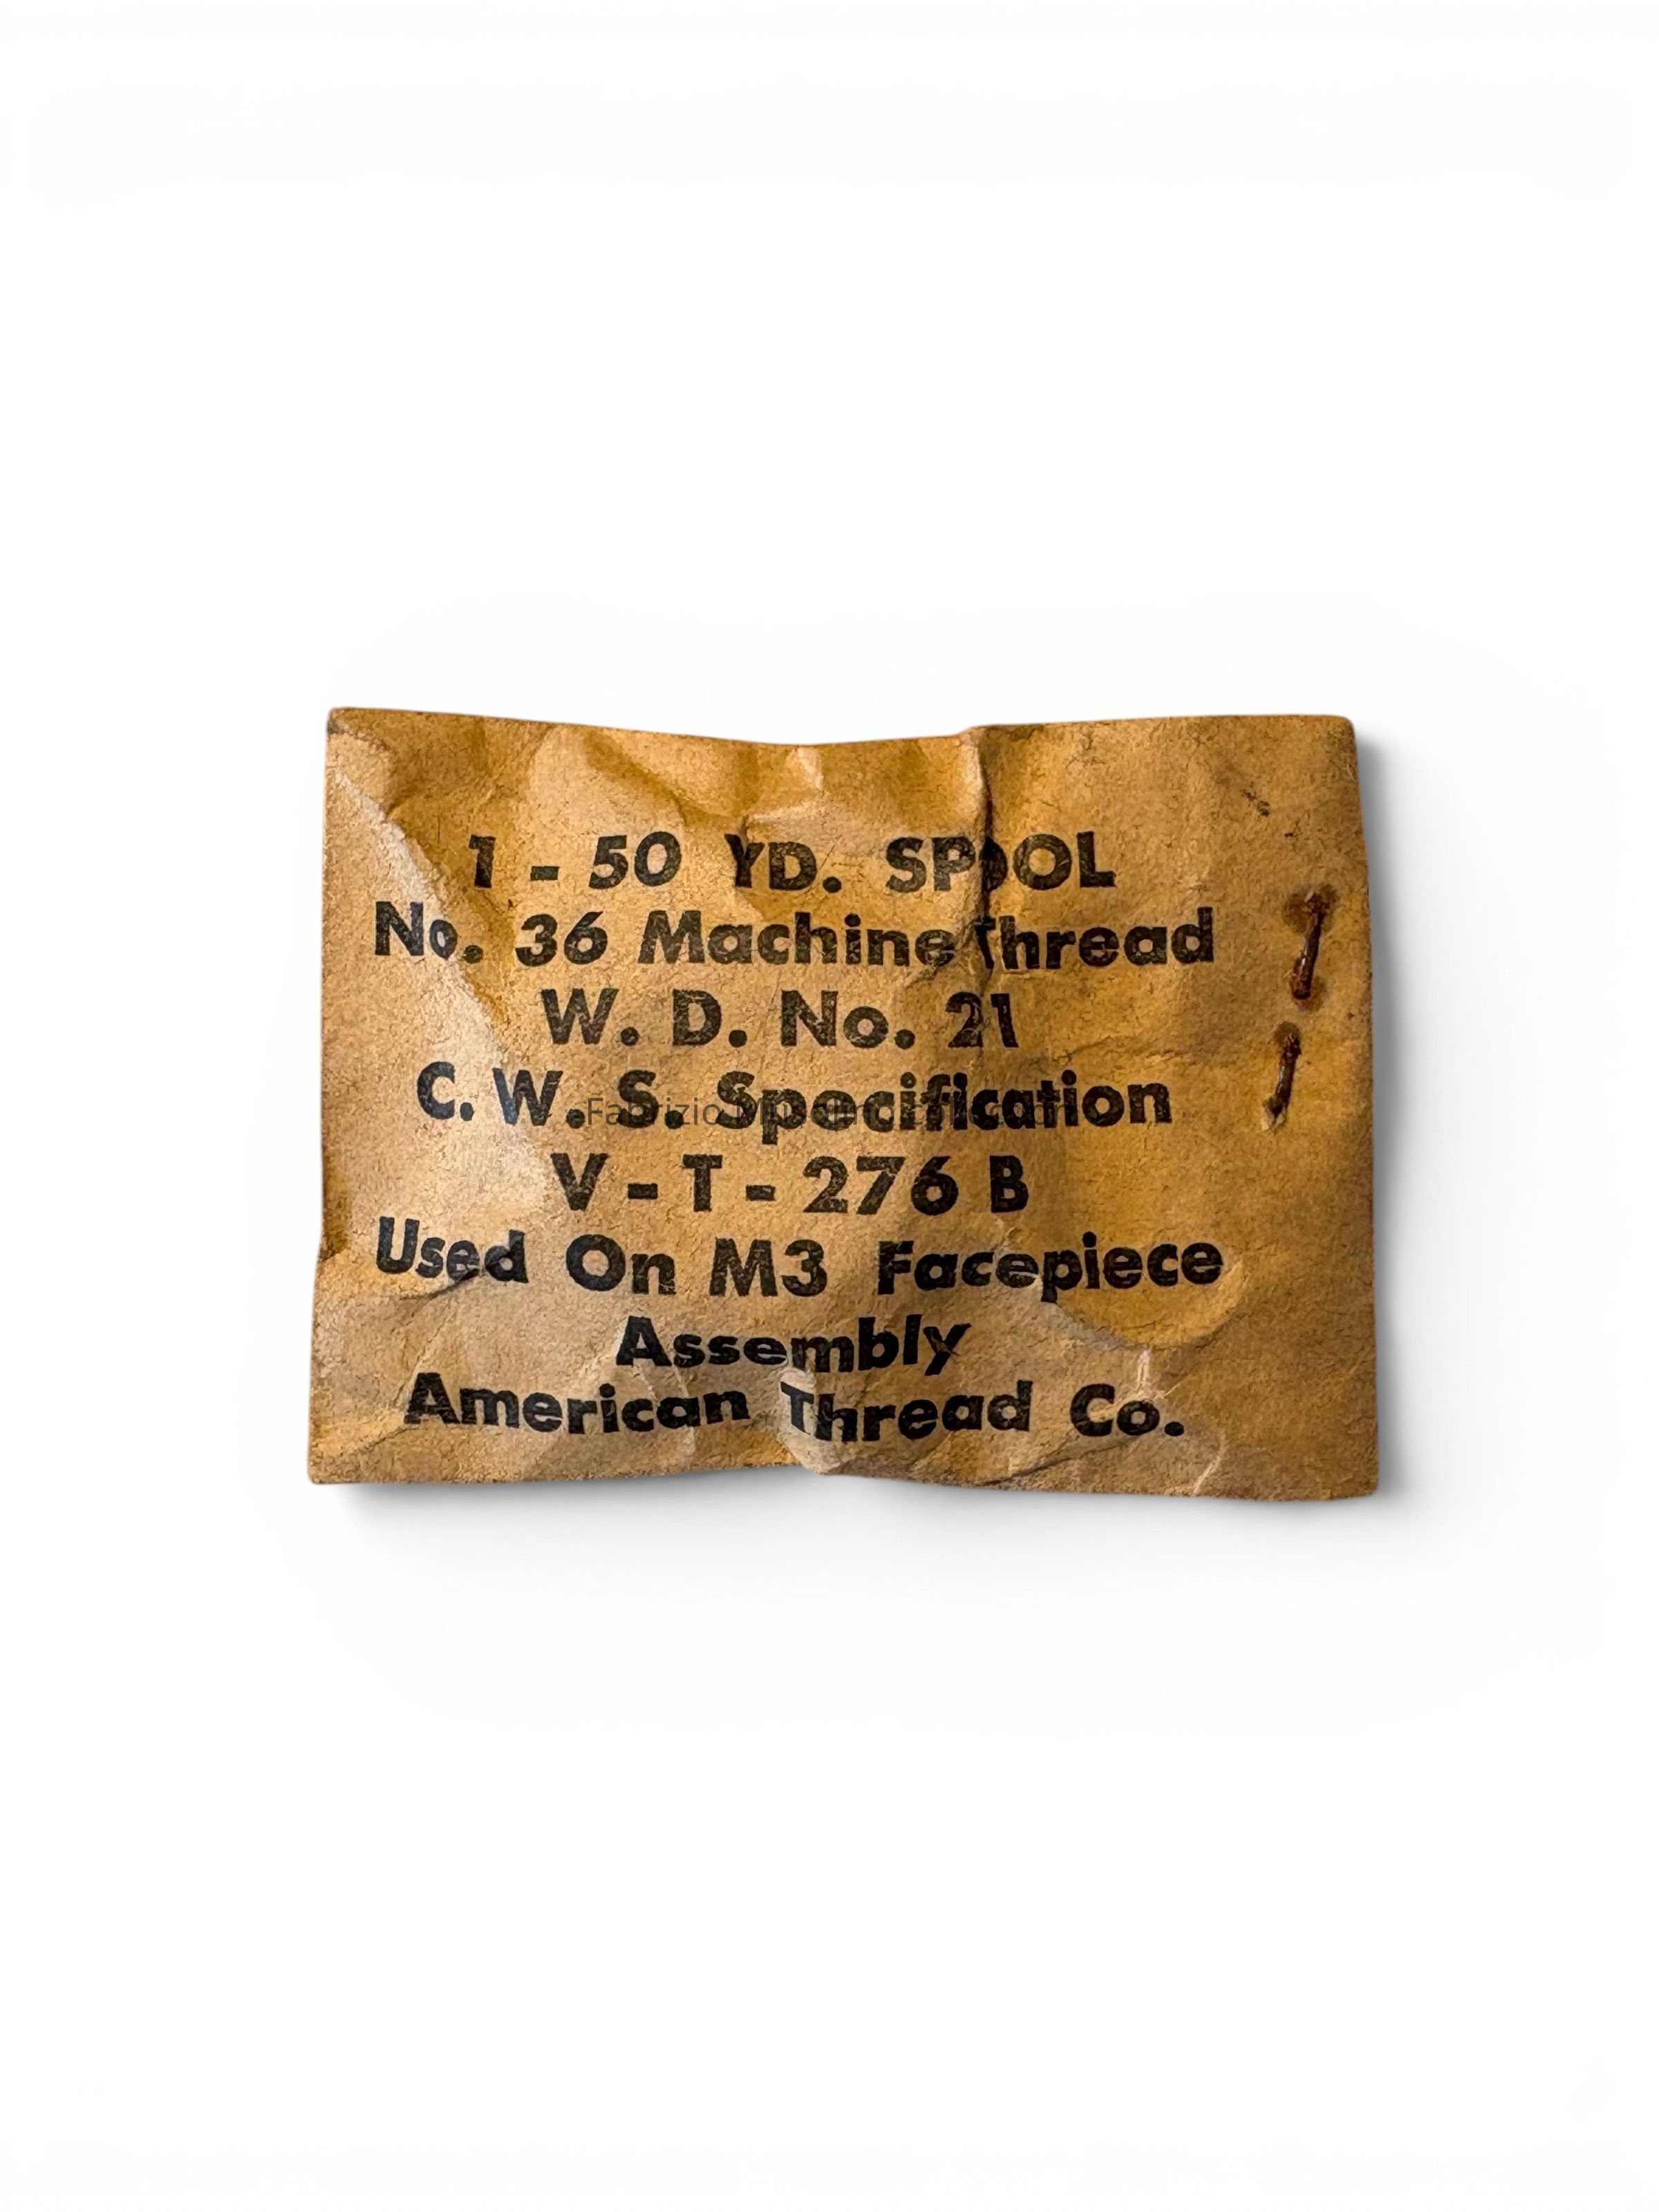 1 - 50 YD. SPOOL
No. 36 Machine Thread
W. D. No. 21
C. W. S. Specification
V - T - 276 B
Used On M3 Facepiece
Assembly
American Thread Co.
Fabrizio